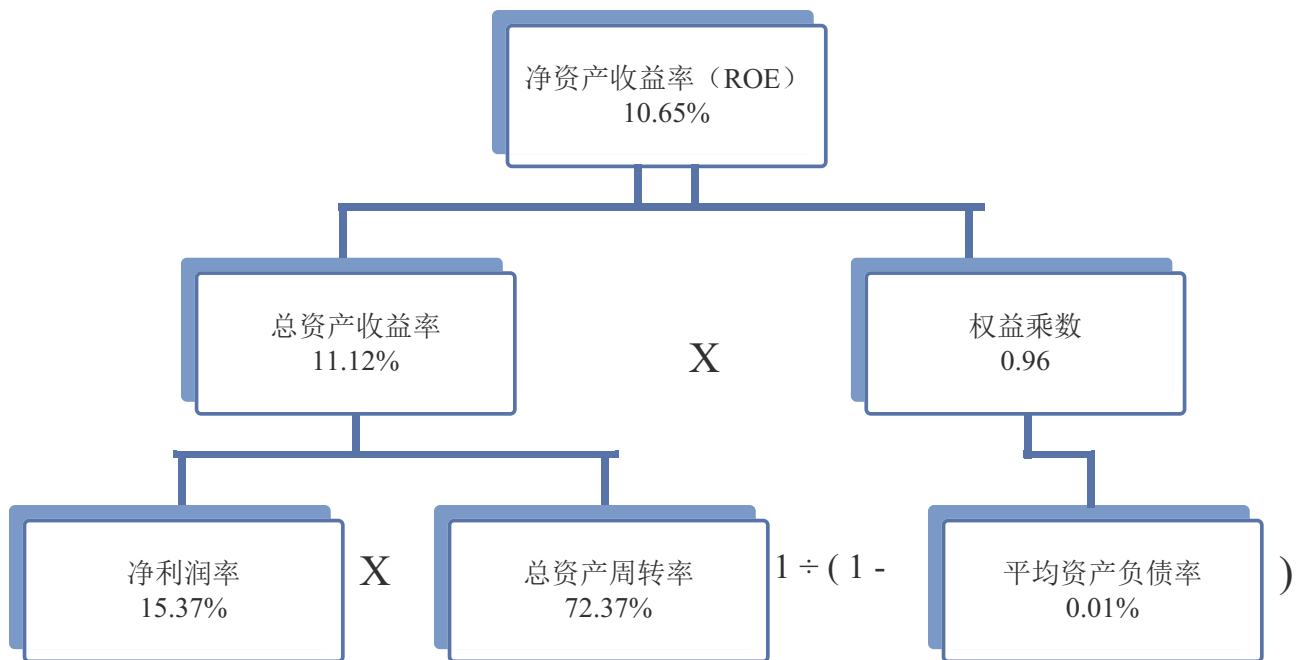 净资产收益率（ROE）
10.65%
总资产收益率
11.12%
X
权益乘数
0.96
净利润率
15.37%
X
总资产周转率
72.37%
1 ÷ ( 1 -
平均资产负债率
0.01%
)